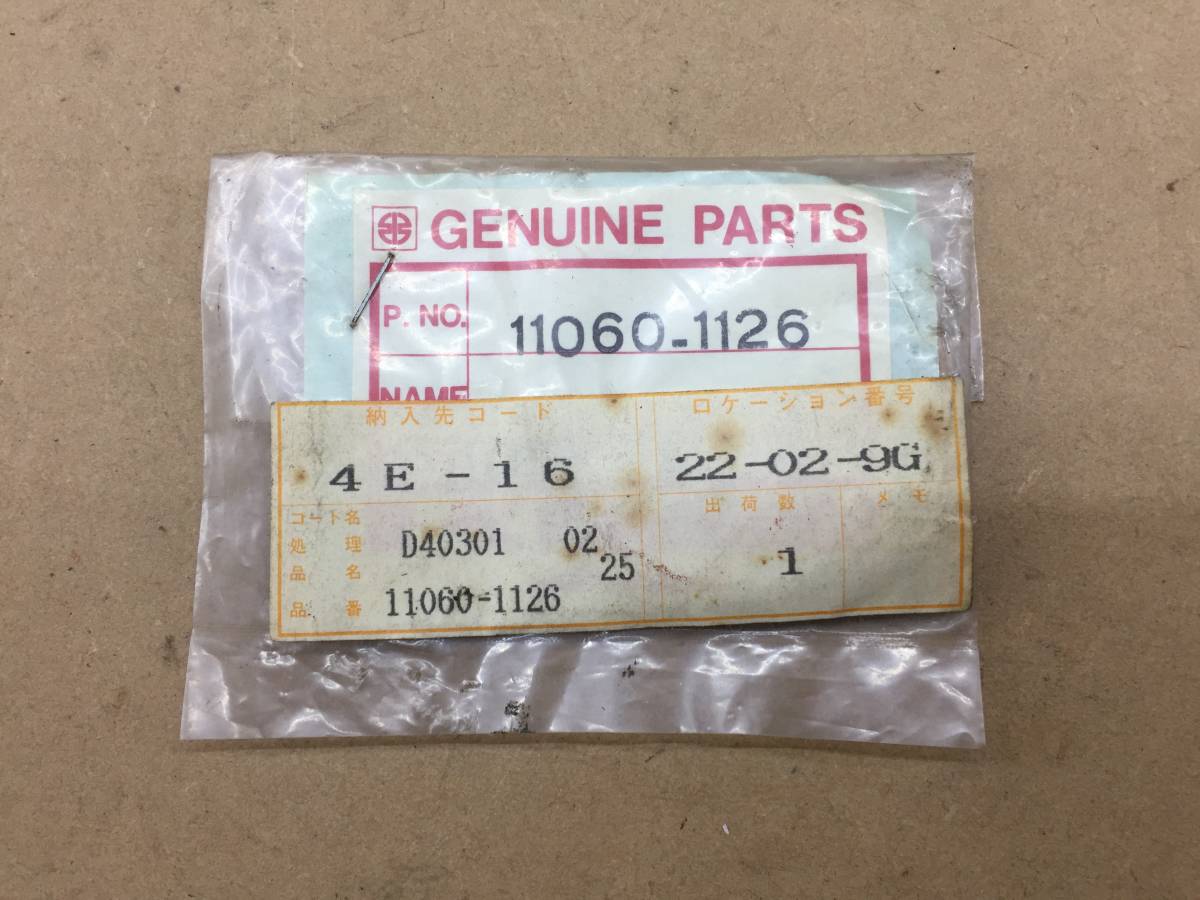 GENUINE PARTS
P. NO. 11060-1126
NAME
納入先コード ロケーション番号
4E-16 22-02-9G
コード名 出荷数 メモ
処理 D40301 02
品名 25 1
品番 11060-1126